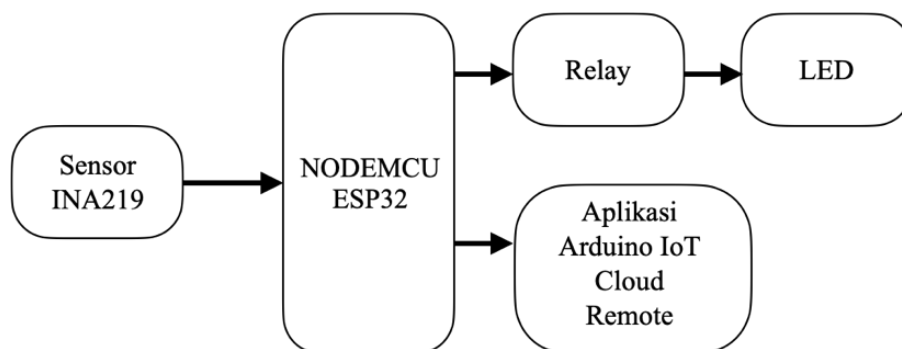 Sensor
INA219
NODEMCU
ESP32
Relay
LED
Aplikasi
Arduino IoT
Cloud
Remote